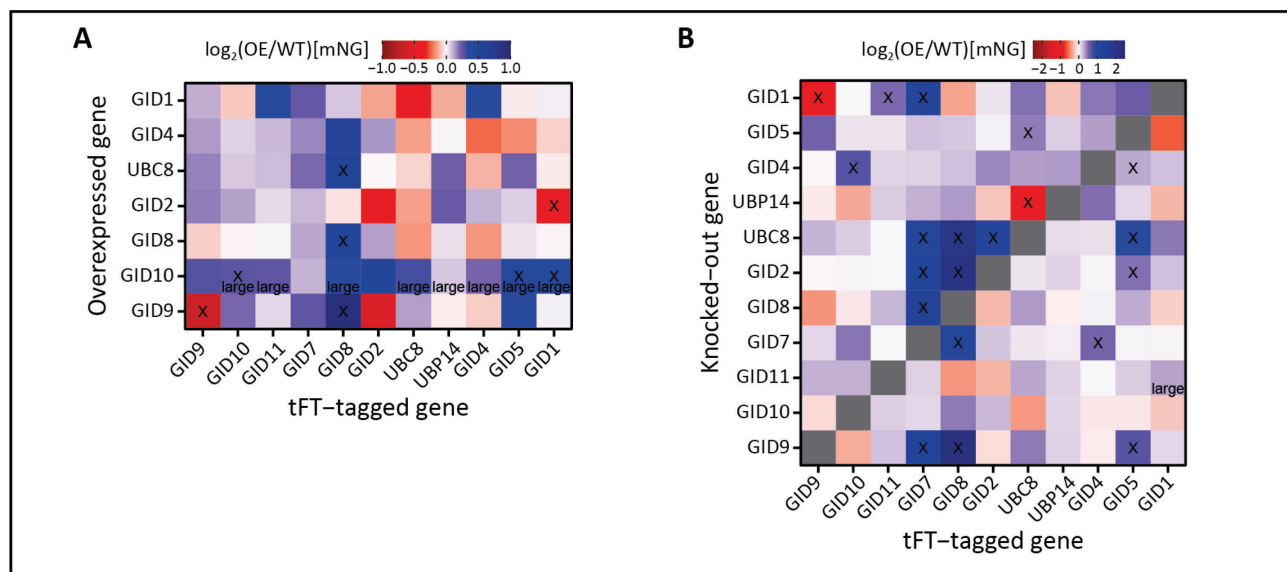 A
log₂(OE/WT)[mNG]
−1.0 −0.5 0.0 0.5 1.0
Overexpressed gene
GID1
GID4
UBC8
X
GID2
X
GID8
X
GID10
X X X
large large large large large large large large
GID9
X X
GID9 GID10 GID11 GID7 GID8 GID2 UBC8 UBP14 GID4 GID5 GID1
tFT−tagged gene
B
log₂(OE/WT)[mNG]
−2 −1 0 1 2
Knocked−out gene
GID1
X X X
GID5
X
GID4
X X
UBP14
X
UBC8
X X X X
GID2
X X X
GID8
X
GID7
X X
GID11
large
GID10
GID9
X X X
GID9 GID10 GID11 GID7 GID8 GID2 UBC8 UBP14 GID4 GID5 GID1
tFT−tagged gene